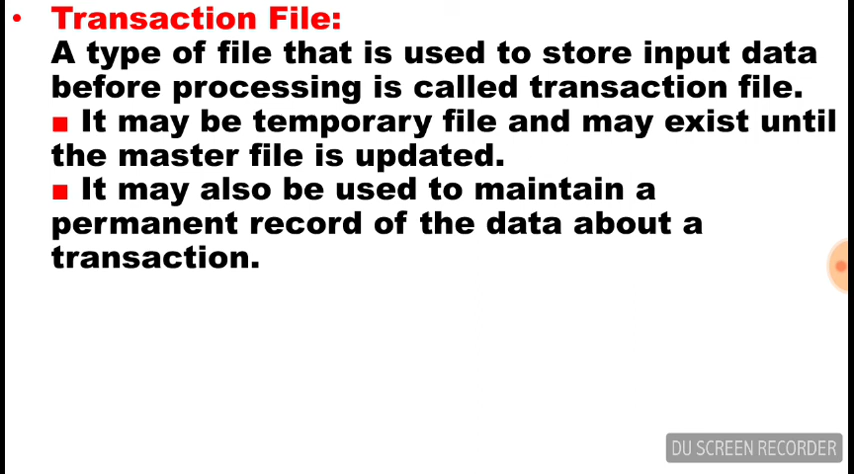 • Transaction File:
A type of file that is used to store input data
before processing is called transaction file.
■ It may be temporary file and may exist until
the master file is updated.
■ It may also be used to maintain a
permanent record of the data about a
transaction.
DU SCREEN RECORDER